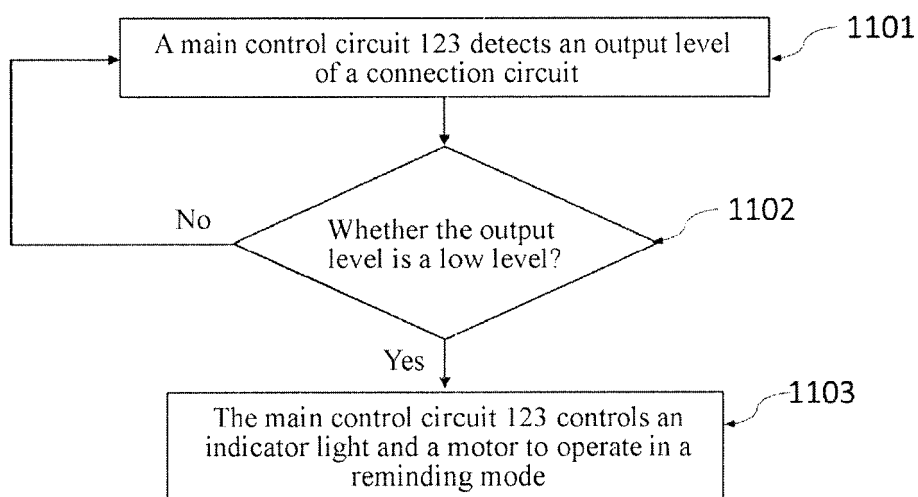 A main control circuit 123 detects an output level
of a connection circuit
1101
No
Whether the output
level is a low level?
1102
Yes
The main control circuit 123 controls an
indicator light and a motor to operate in a
reminding mode
1103